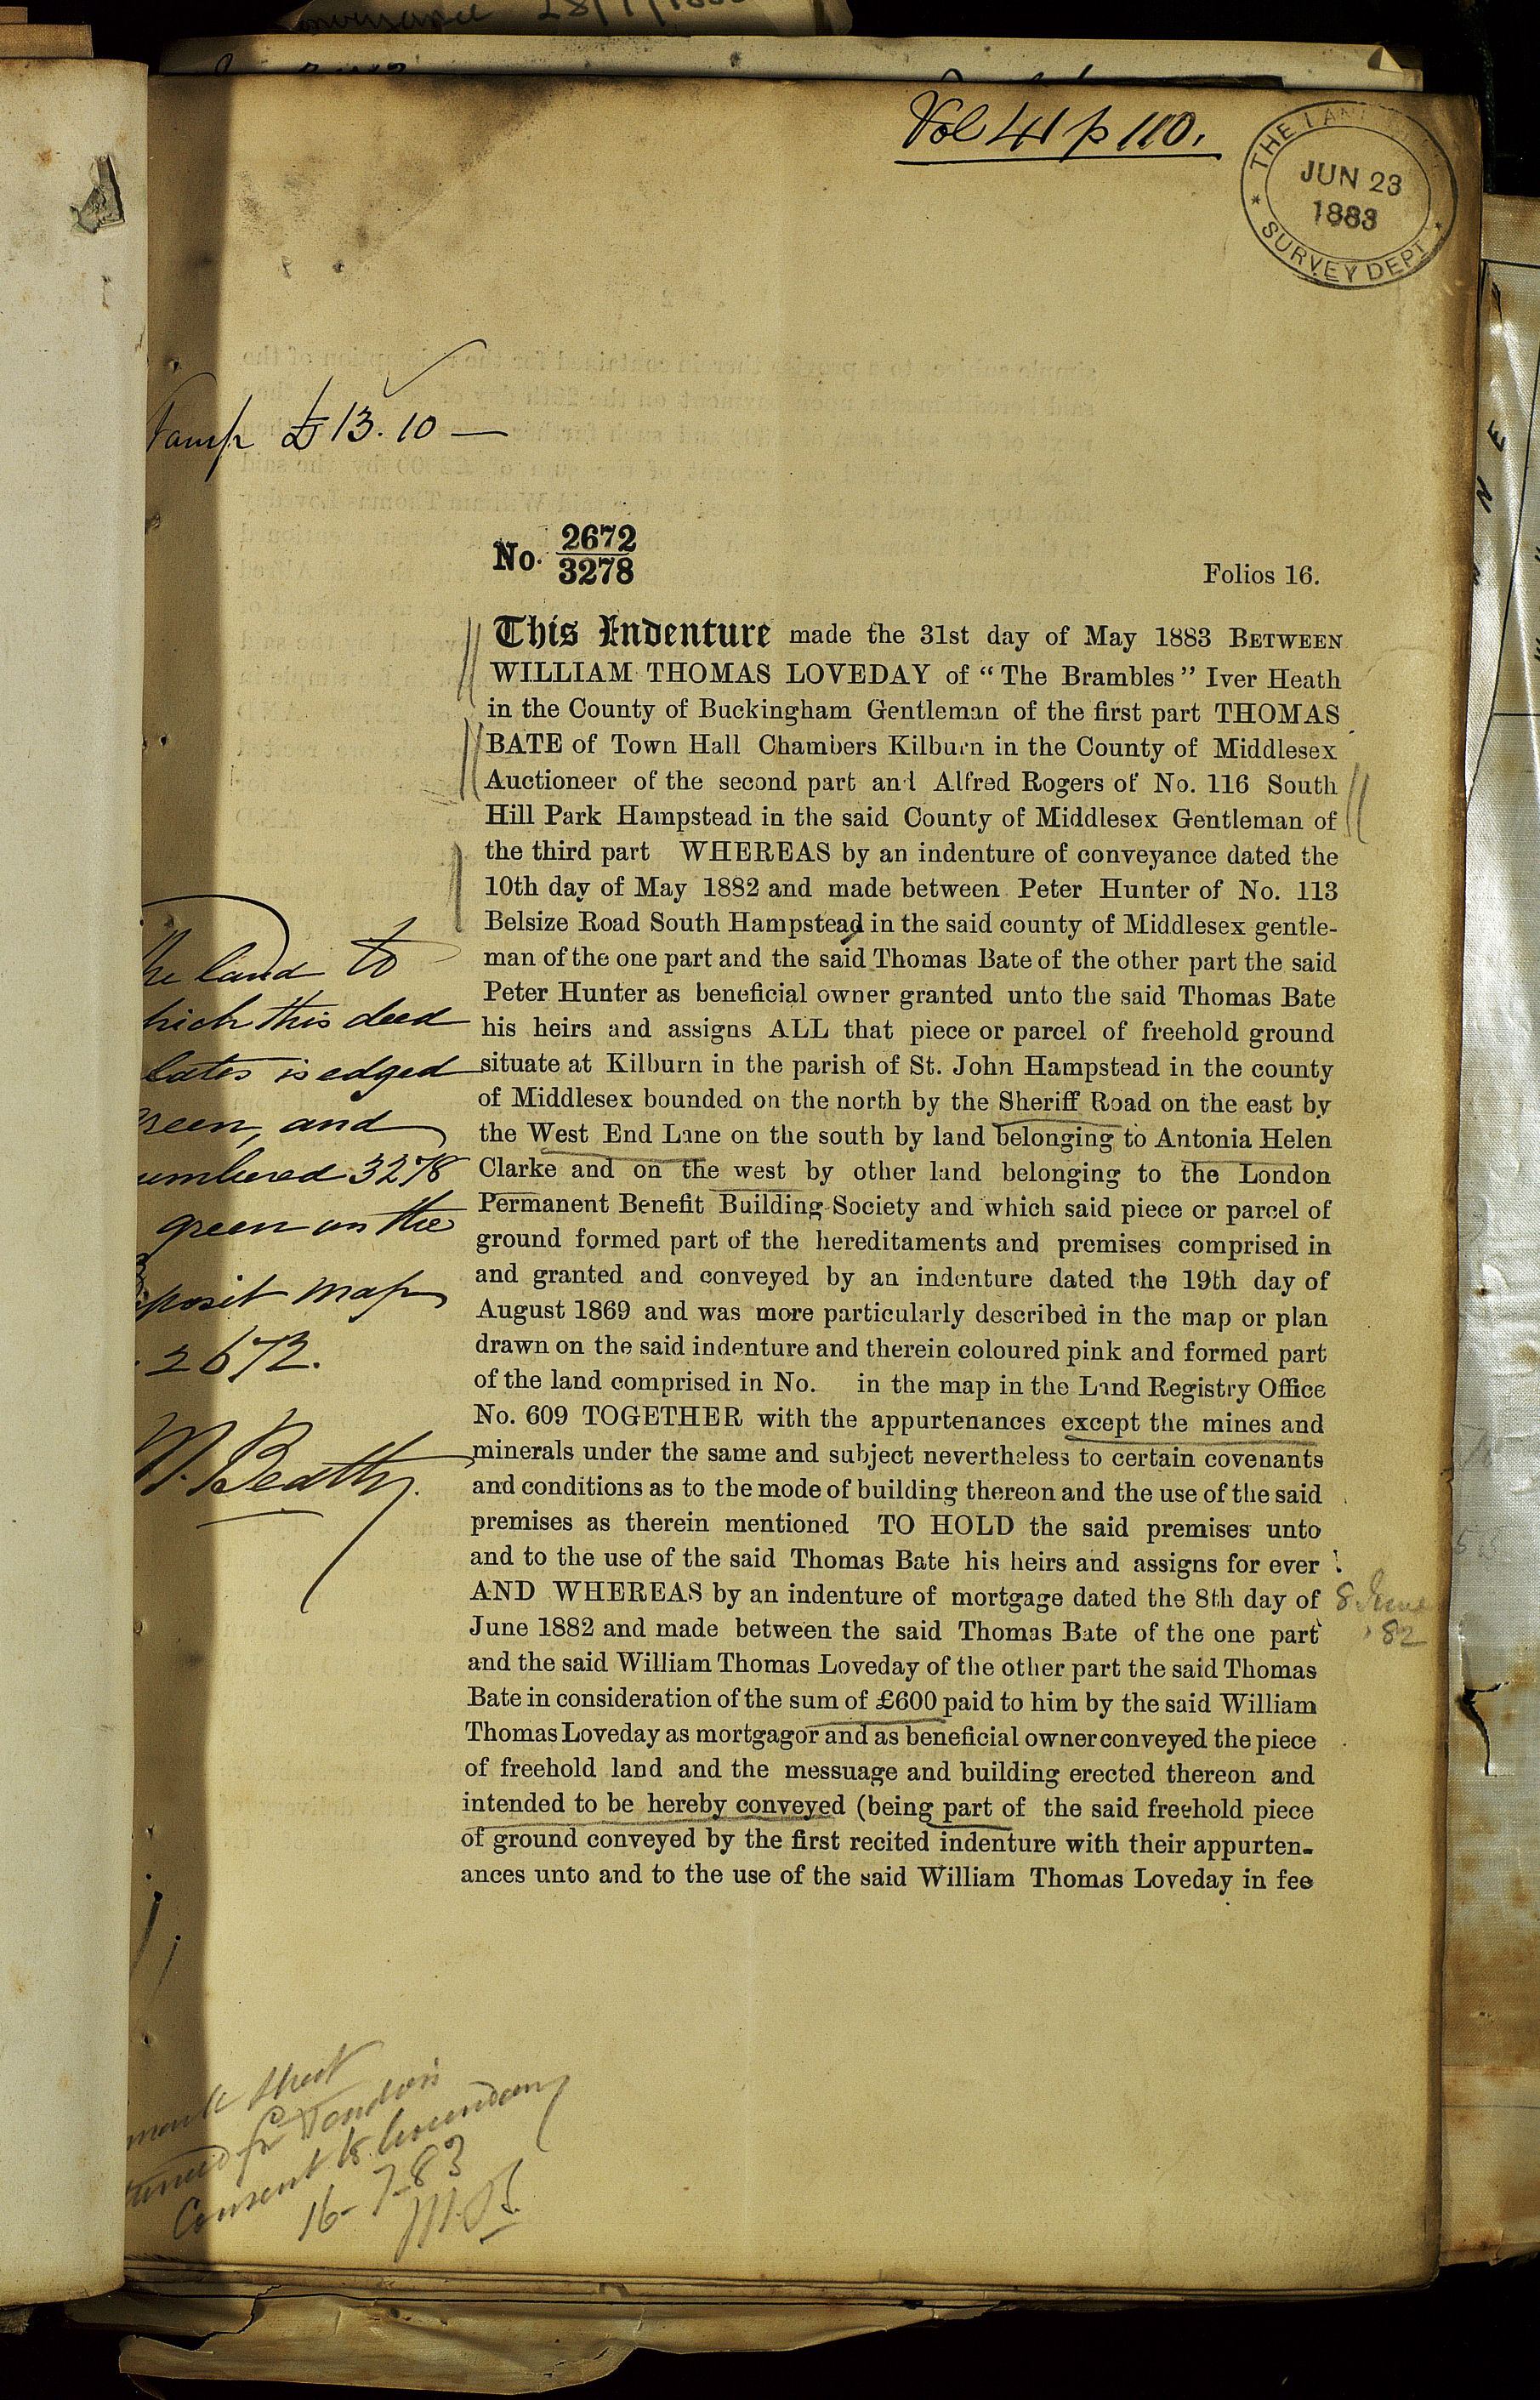 Vol 41 p 110.
THE LAND
JUN 23
1883
SURVEY DEPT
Stamp £13.10 —
No. 2672
3278
Folios 16.
This Indenture made the 31st day of May 1883 BETWEEN
WILLIAM THOMAS LOVEDAY of "The Brambles" Iver Heath
in the County of Buckingham Gentleman of the first part THOMAS
BATE of Town Hall Chambers Kilburn in the County of Middlesex
Auctioneer of the second part and Alfred Rogers of No. 116 South
Hill Park Hampstead in the said County of Middlesex Gentleman of
the third part WHEREAS by an indenture of conveyance dated the
10th day of May 1882 and made between Peter Hunter of No. 113
Belsize Road South Hampstead in the said county of Middlesex gentle-
man of the one part and the said Thomas Bate of the other part the said
Peter Hunter as beneficial owner granted unto the said Thomas Bate
his heirs and assigns ALL that piece or parcel of freehold ground
situate at Kilburn in the parish of St. John Hampstead in the county
of Middlesex bounded on the north by the Sheriff Road on the east by
the West End Lane on the south by land belonging to Antonia Helen
Clarke and on the west by other land belonging to the London
Permanent Benefit Building Society and which said piece or parcel of
ground formed part of the hereditaments and premises comprised in
and granted and conveyed by an indenture dated the 19th day of
August 1869 and was more particularly described in the map or plan
drawn on the said indenture and therein coloured pink and formed part
of the land comprised in No. in the map in the Land Registry Office
No. 609 TOGETHER with the appurtenances except the mines and
minerals under the same and subject nevertheless to certain covenants
and conditions as to the mode of building thereon and the use of the said
premises as therein mentioned TO HOLD the said premises unto
and to the use of the said Thomas Bate his heirs and assigns for ever
AND WHEREAS by an indenture of mortgage dated the 8th day of
June 1882 and made between the said Thomas Bate of the one part
and the said William Thomas Loveday of the other part the said Thomas
Bate in consideration of the sum of £600 paid to him by the said William
Thomas Loveday as mortgagor and as beneficial owner conveyed the piece
of freehold land and the messuage and building erected thereon and
intended to be hereby conveyed (being part of the said freehold piece
of ground conveyed by the first recited indenture with their appurten-
ances unto and to the use of the said William Thomas Loveday in fee
8 June
82
he land to
hich this deed
lates is edged
reen, and
umbered 3278
green on the
posit map
2672.
M. Beatty.
Consent to boundary
16-7-83